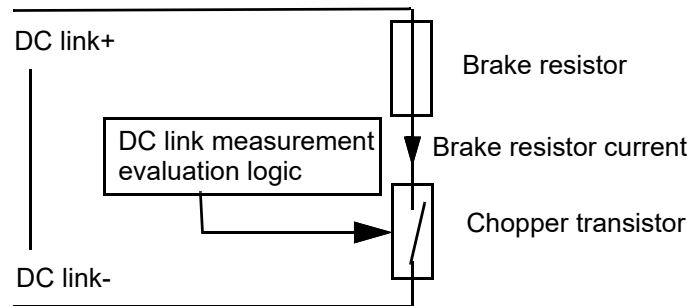 DC link+
Brake resistor
DC link measurement
evaluation logic
Brake resistor current
Chopper transistor
DC link-